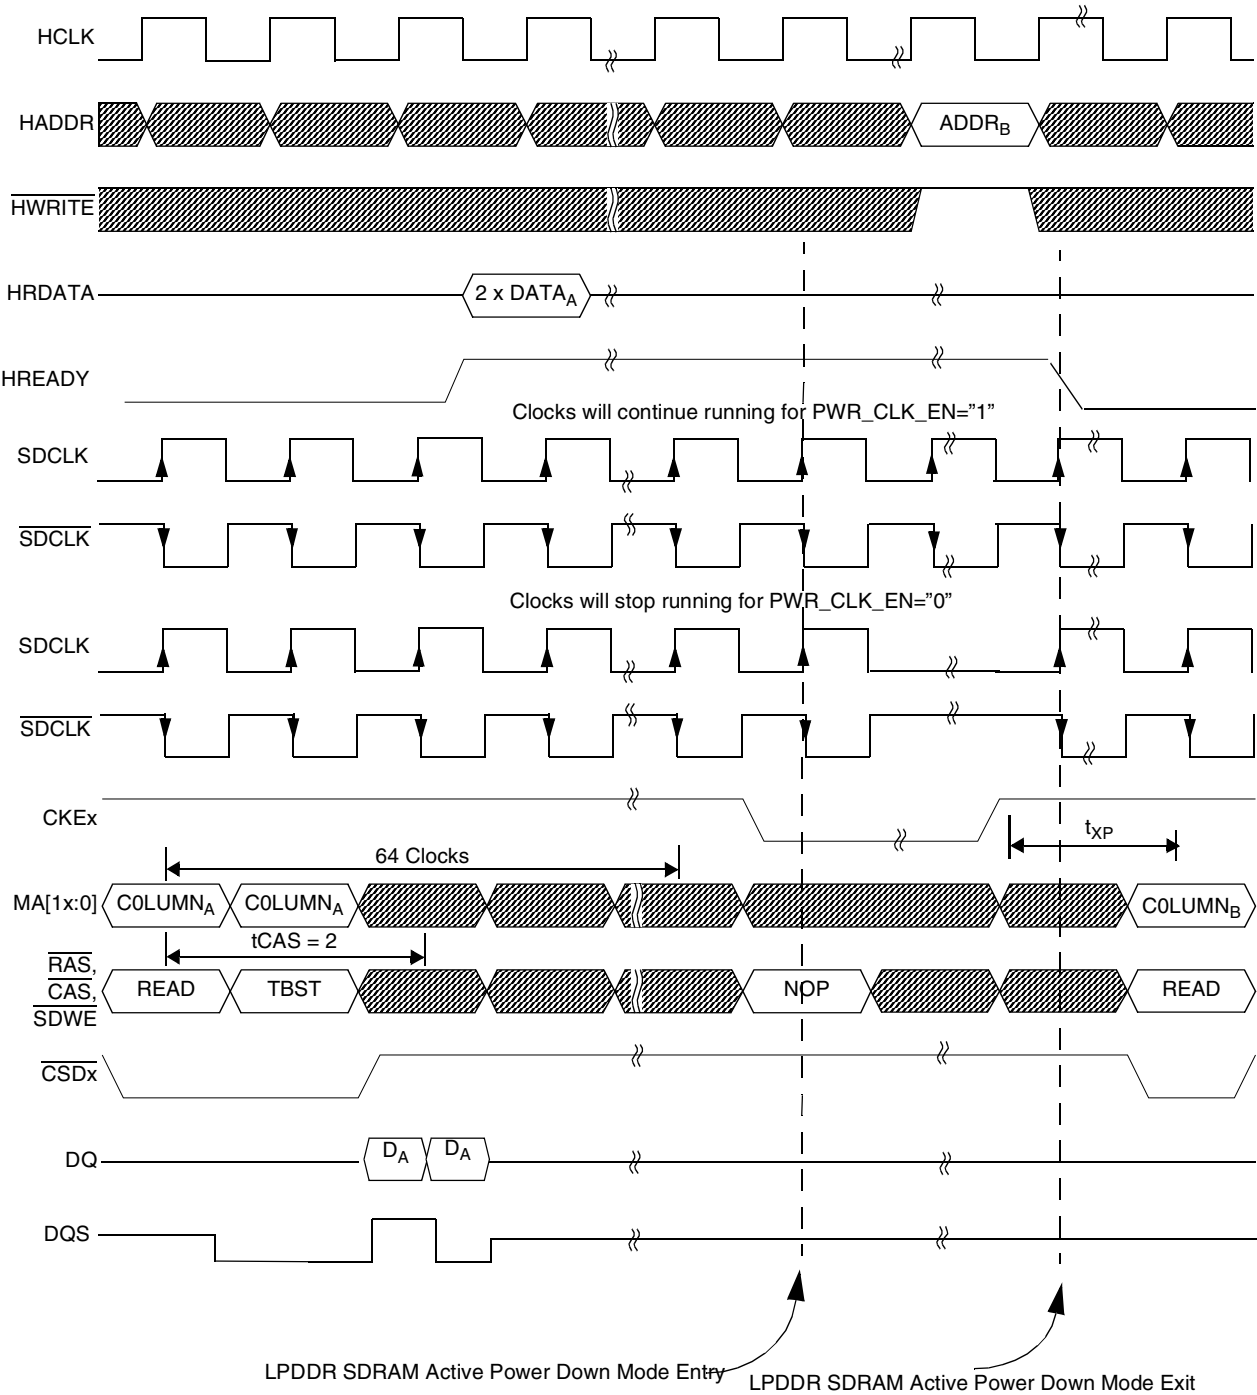 HCLK
HADDR
ADDRB
HWRITE
HRDATA
2 x DATAA
HREADY
Clocks will continue running for PWR_CLK_EN=”1”
SDCLK
SDCLK
Clocks will stop running for PWR_CLK_EN=”0”
SDCLK
SDCLK
CKEx
tXP
64 Clocks
MA[1x:0]
C0LUMNA
C0LUMNA
C0LUMNB
tCAS = 2
RAS,
CAS,
SDWE
READ
TBST
NOP
READ
CSDx
DQ
DA
DA
DQS
LPDDR SDRAM Active Power Down Mode Entry
LPDDR SDRAM Active Power Down Mode Exit